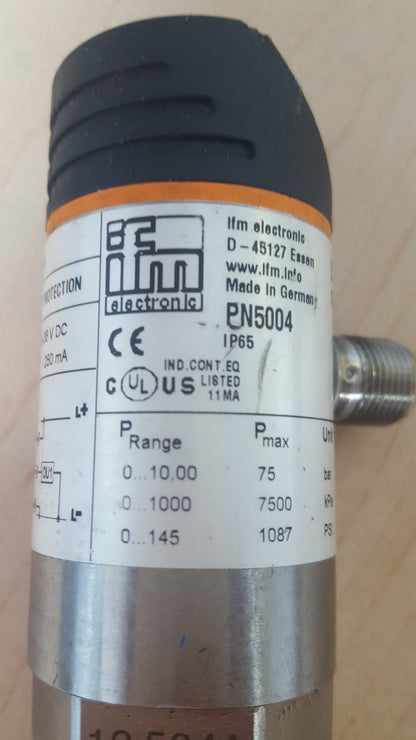 ifm
electronic
ifm electronic
D-45127 Essen
www.ifm.info
Made in Germany
PN5004
IP65
CE
IND.CONT.EQ
C UL US LISTED
11MA
V DC
250 mA
L+
OU1
L-
PRange Pmax
0...10,00 75 bar
0...1000 7500 kPa
0...145 1087